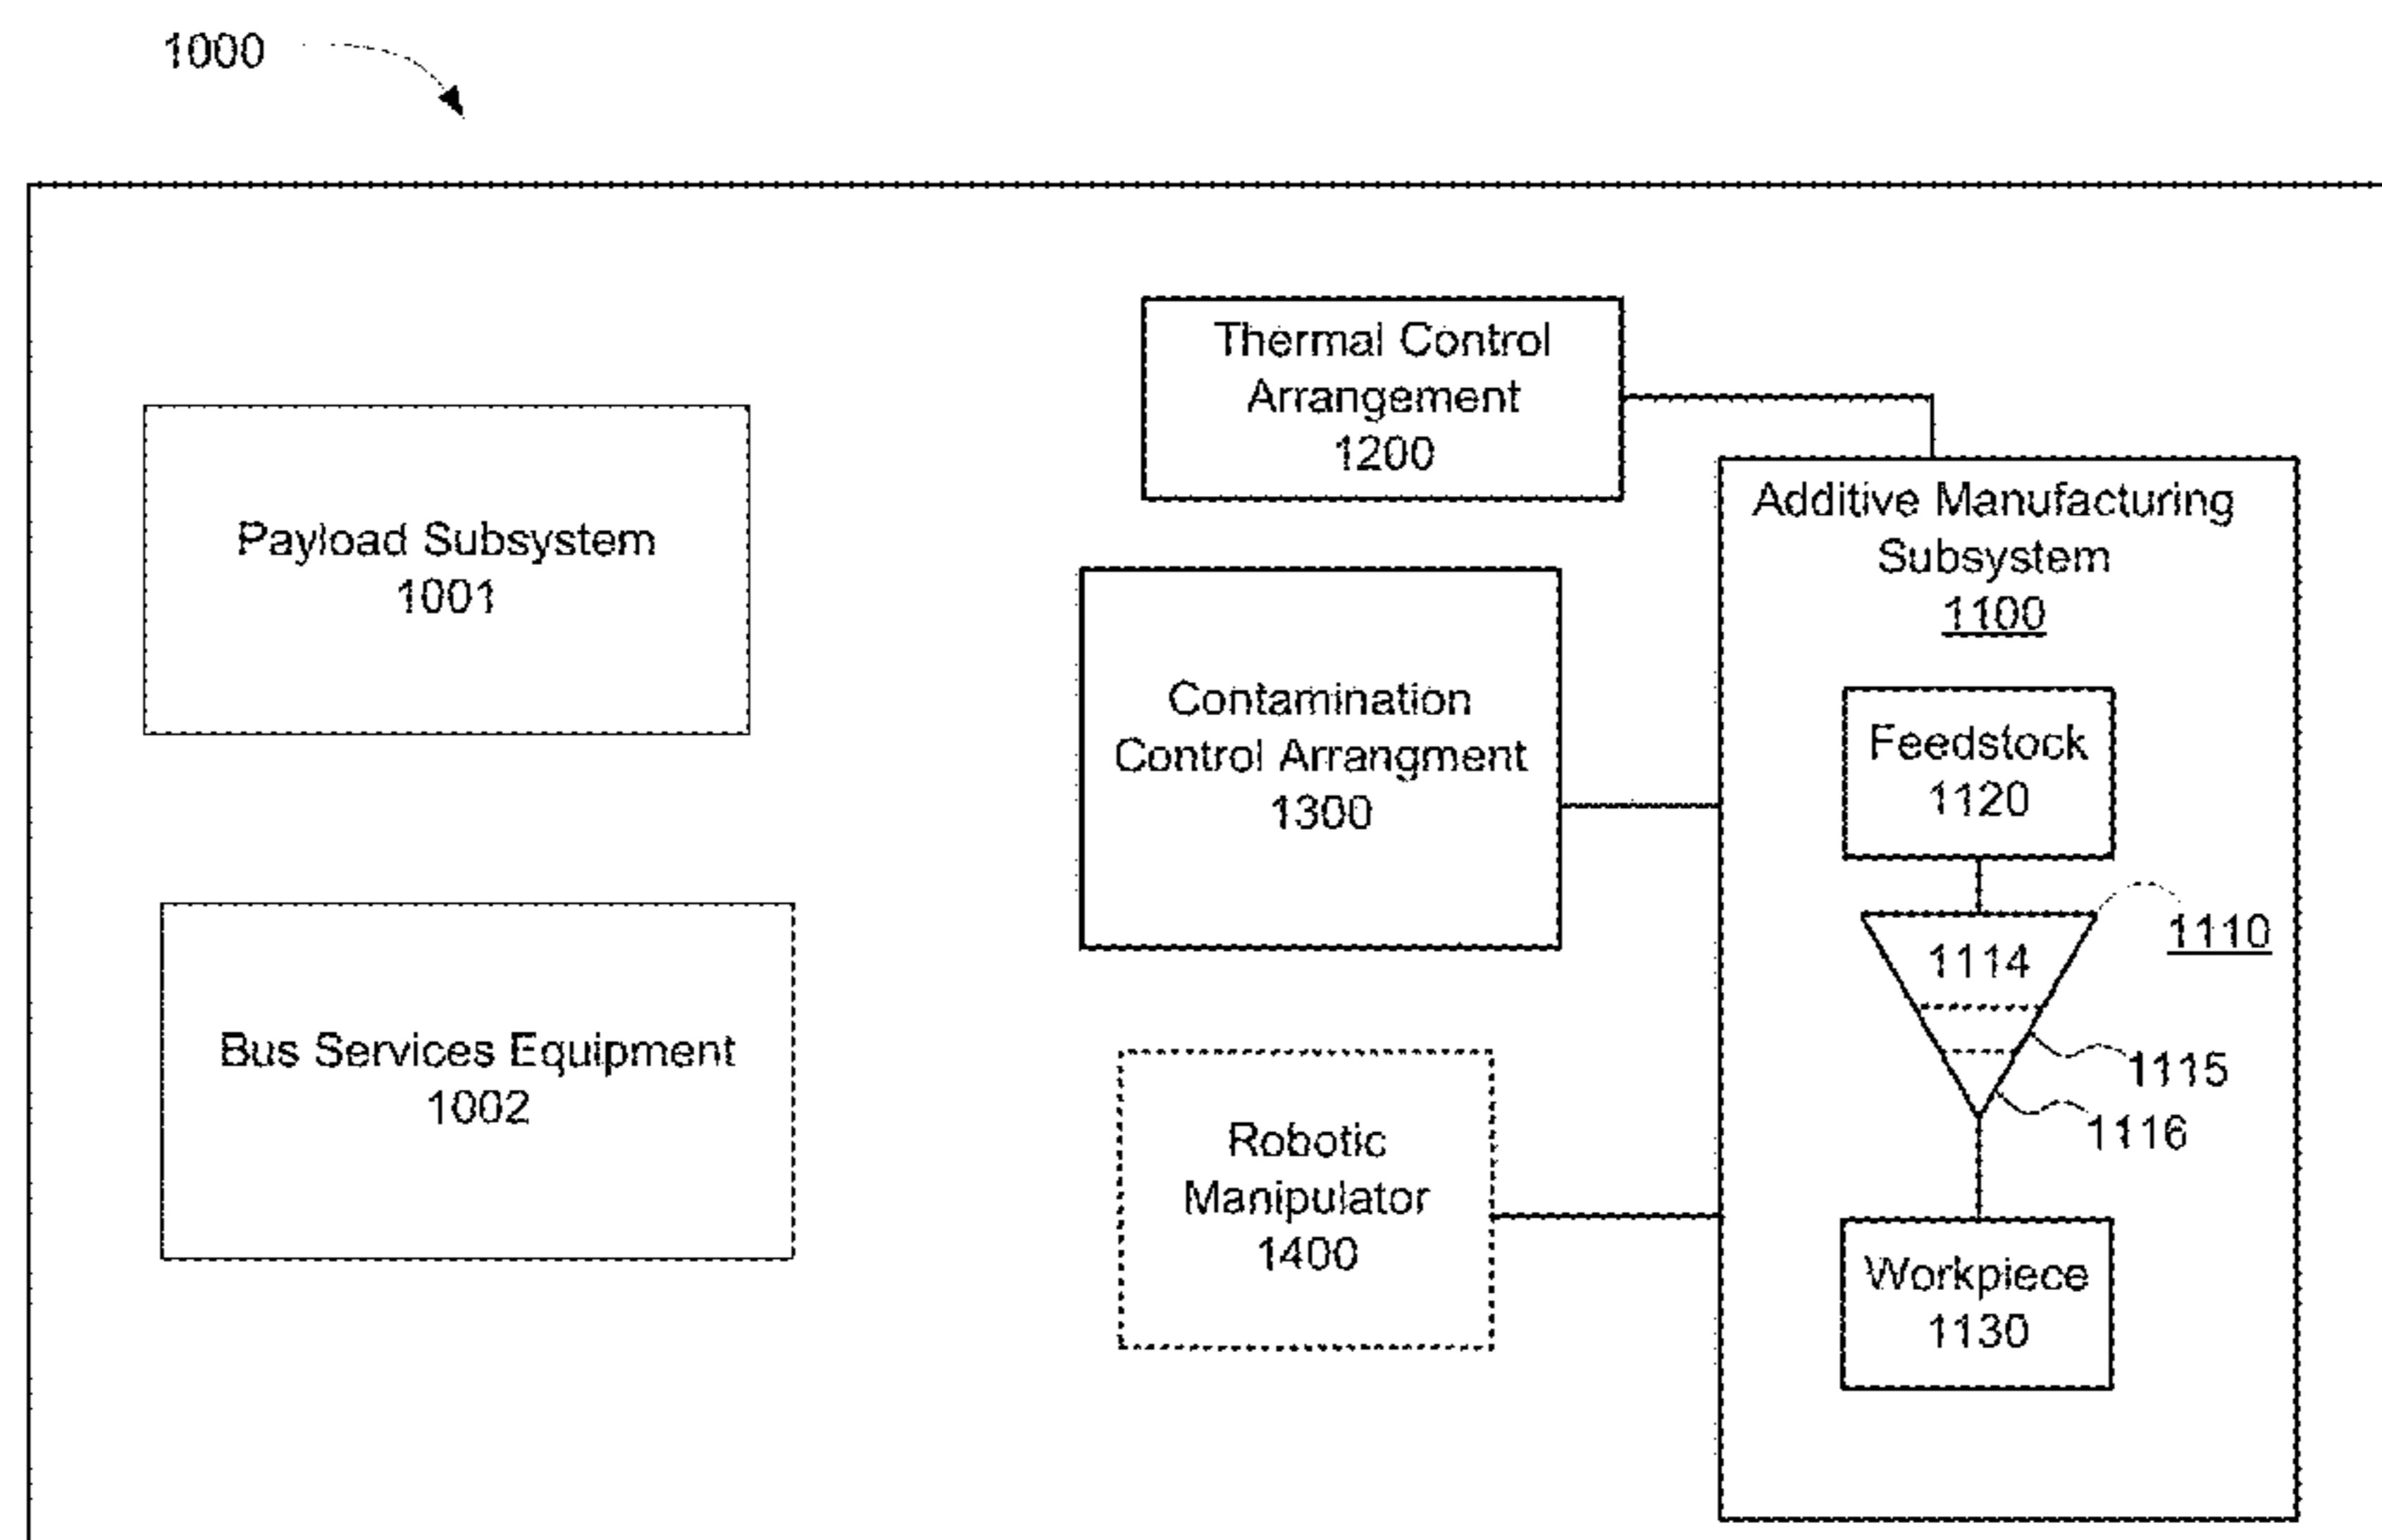 1000
Thermal Control
Arrangement
1200
Payload Subsystem
1001
Additive Manufacturing
Subsystem
1100
Contamination
Control Arrangment
1300
Feedstock
1120
1110
1114
1115
1116
Bus Services Equipment
1002
Robotic
Manipulator
1400
Workpiece
1130